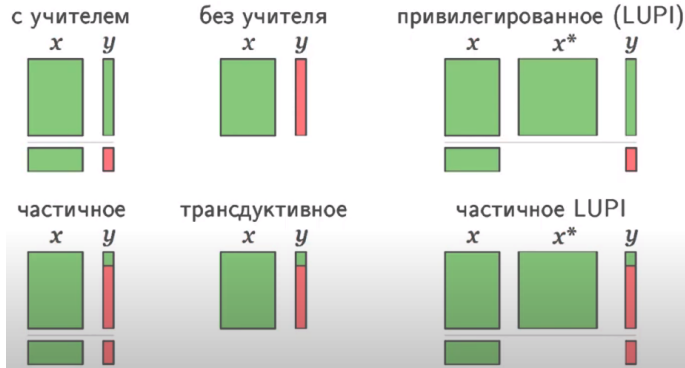 с учителем
x y
без учителя
x y
привилегированное (LUPI)
x x* y
частичное
x y
трансдуктивное
x y
частичное LUPI
x x* y